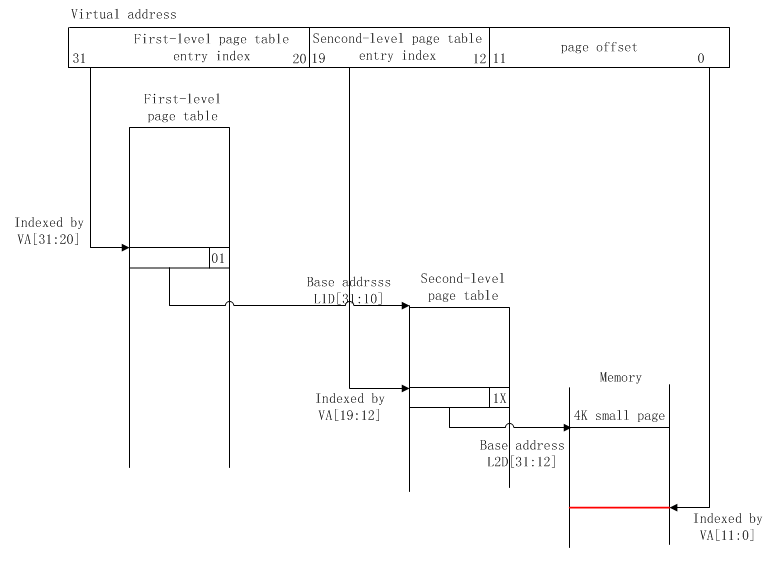 Virtual address
First-level page table
entry index
31
20
Sencond-level page table
entry index
19
12
page offset
11
0
First-level
page table
Indexed by
VA[31:20]
01
Base addrsss
L1D[31:10]
Second-level
page table
Indexed by
VA[19:12]
1X
Base address
L2D[31:12]
Memory
4K small page
Indexed by
VA[11:0]